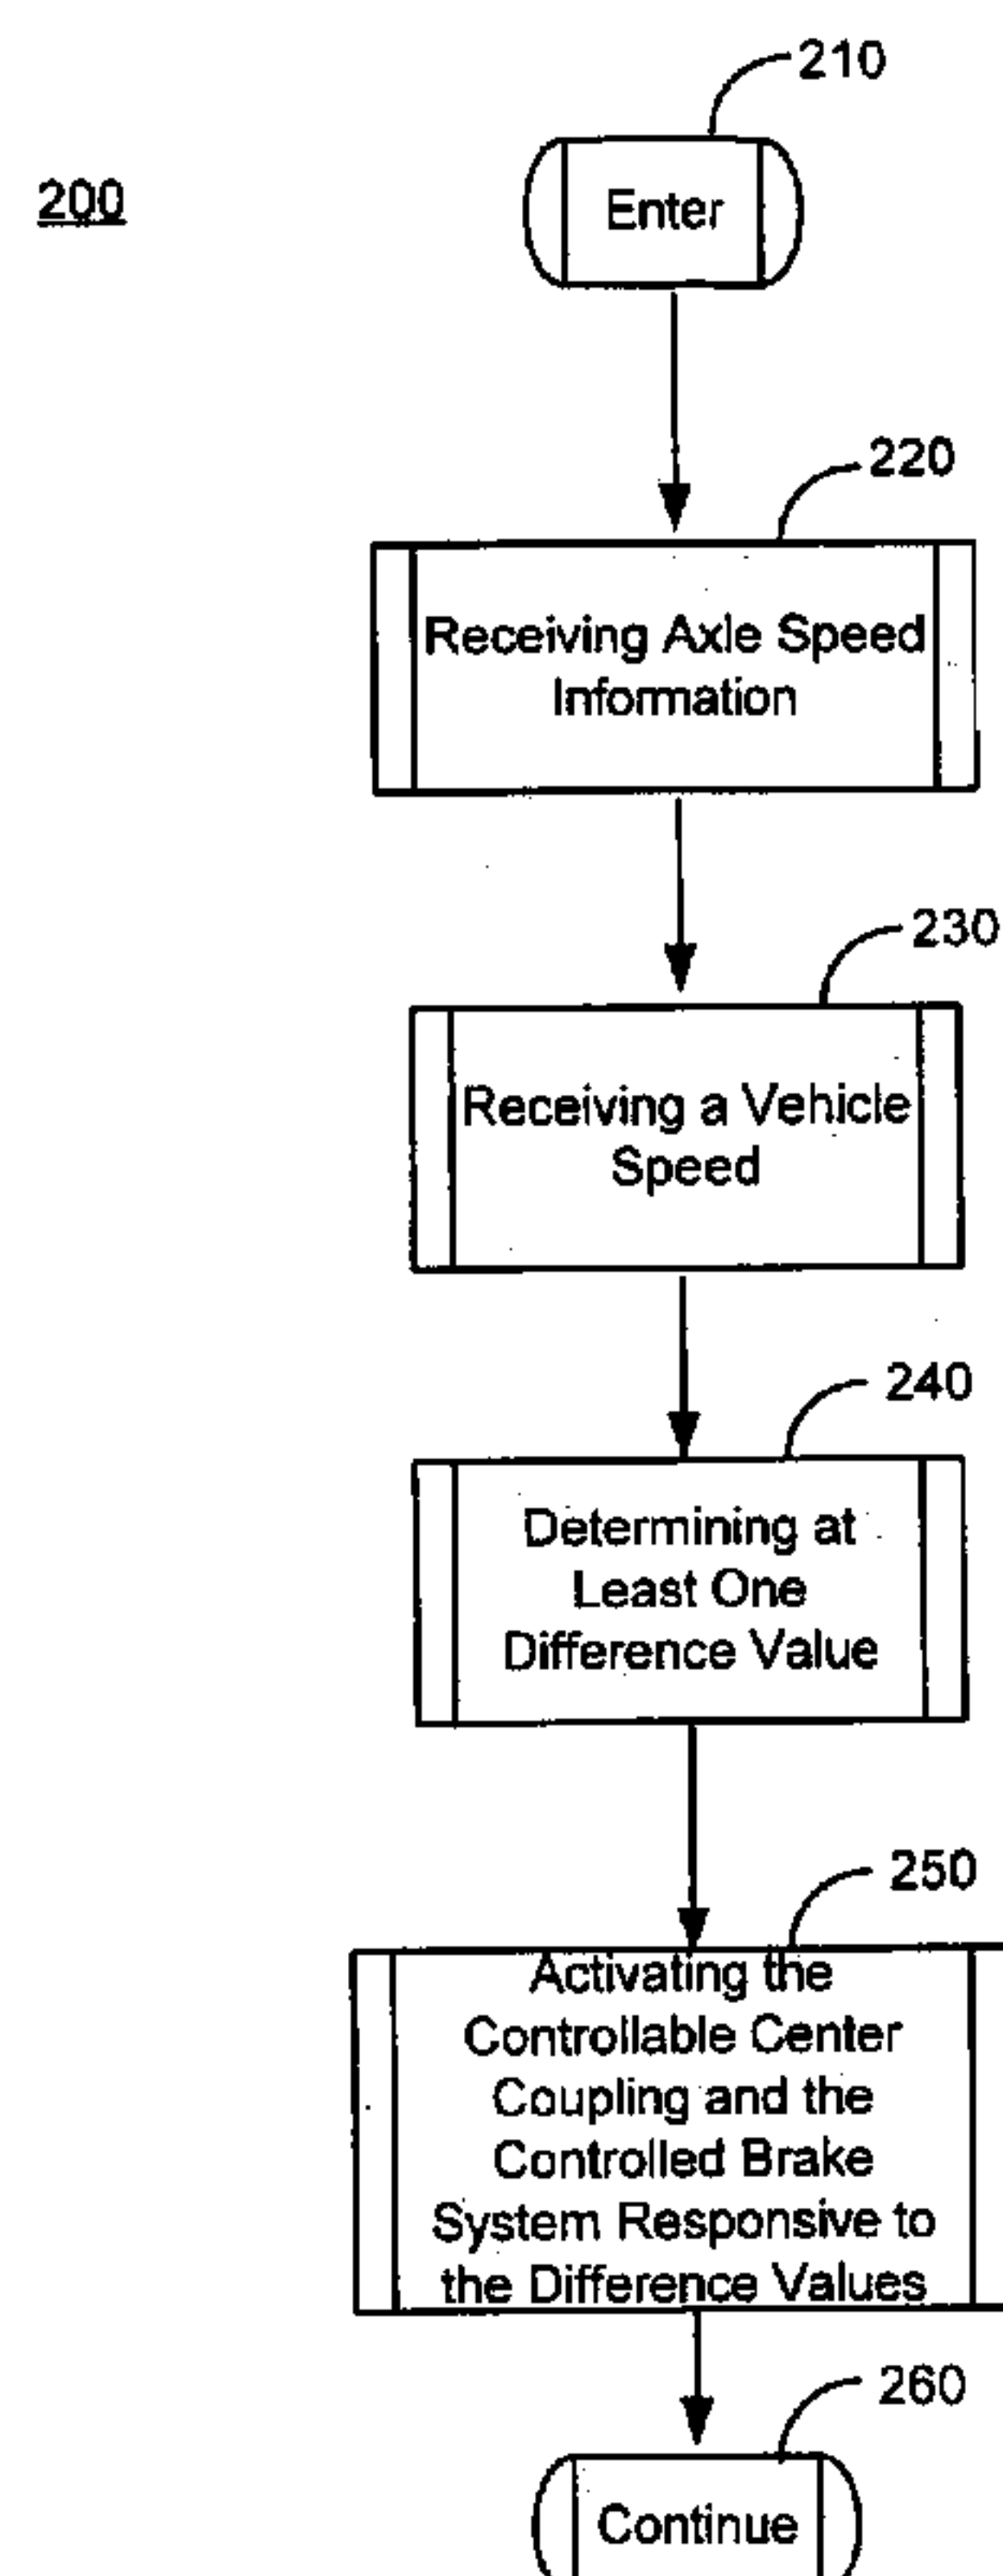 210
200
Enter
220
Receiving Axle Speed
Information
230
Receiving a Vehicle
Speed
240
Determining at
Least One
Difference Value
250
Activating the
Controllable Center
Coupling and the
Controlled Brake
System Responsive to
the Difference Values
260
Continue